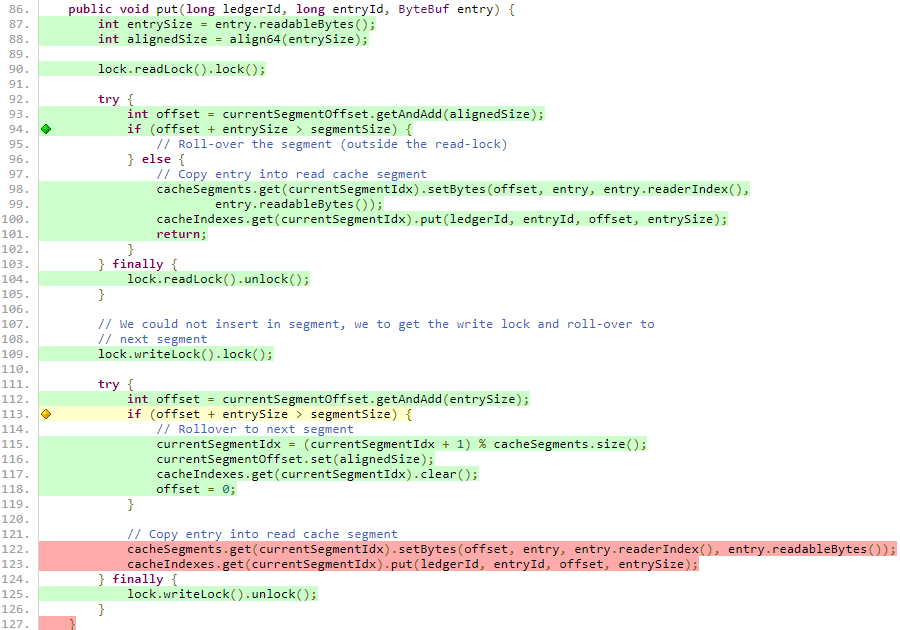 86.     public void put(long ledgerId, long entryId, ByteBuf entry) {
87.         int entrySize = entry.readableBytes();
88.         int alignedSize = align64(entrySize);
89.
90.         lock.readLock().lock();
91.
92.         try {
93.             int offset = currentSegmentOffset.getAndAdd(alignedSize);
94.             if (offset + entrySize > segmentSize) {
95.                 // Roll-over the segment (outside the read-lock)
96.             } else {
97.                 // Copy entry into read cache segment
98.                 cacheSegments.get(currentSegmentIdx).setBytes(offset, entry, entry.readerIndex(),
99.                         entry.readableBytes());
100.                 cacheIndexes.get(currentSegmentIdx).put(ledgerId, entryId, offset, entrySize);
101.                 return;
102.             }
103.         } finally {
104.             lock.readLock().unlock();
105.         }
106.
107.         // We could not insert in segment, we to get the write lock and roll-over to
108.         // next segment
109.         lock.writeLock().lock();
110.
111.         try {
112.             int offset = currentSegmentOffset.getAndAdd(entrySize);
113.             if (offset + entrySize > segmentSize) {
114.                 // Rollover to next segment
115.                 currentSegmentIdx = (currentSegmentIdx + 1) % cacheSegments.size();
116.                 currentSegmentOffset.set(alignedSize);
117.                 cacheIndexes.get(currentSegmentIdx).clear();
118.                 offset = 0;
119.             }
120.
121.             // Copy entry into read cache segment
122.             cacheSegments.get(currentSegmentIdx).setBytes(offset, entry, entry.readerIndex(), entry.readableBytes());
123.             cacheIndexes.get(currentSegmentIdx).put(ledgerId, entryId, offset, entrySize);
124.         } finally {
125.             lock.writeLock().unlock();
126.         }
127.     }